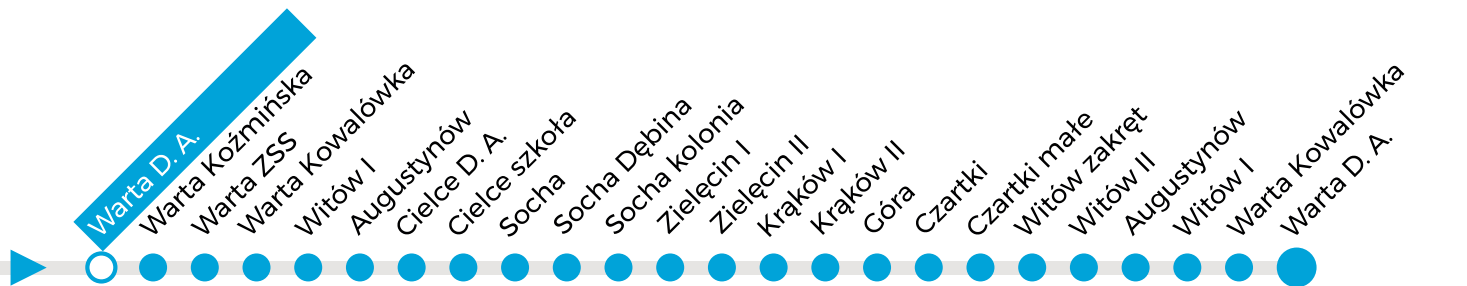 Warta D. A.
Warta Koźmińska
Warta ZSS
Warta Kowalówka
Witów I
Augustynów
Cielce D. A.
Cielce szkoła
Socha
Socha Dębina
Socha kolonia
Zielęcin I
Zielęcin II
Krąków I
Krąków II
Góra
Czartki
Czartki małe
Witów zakręt
Witów II
Augustynów
Witów I
Warta Kowalówka
Warta D. A.